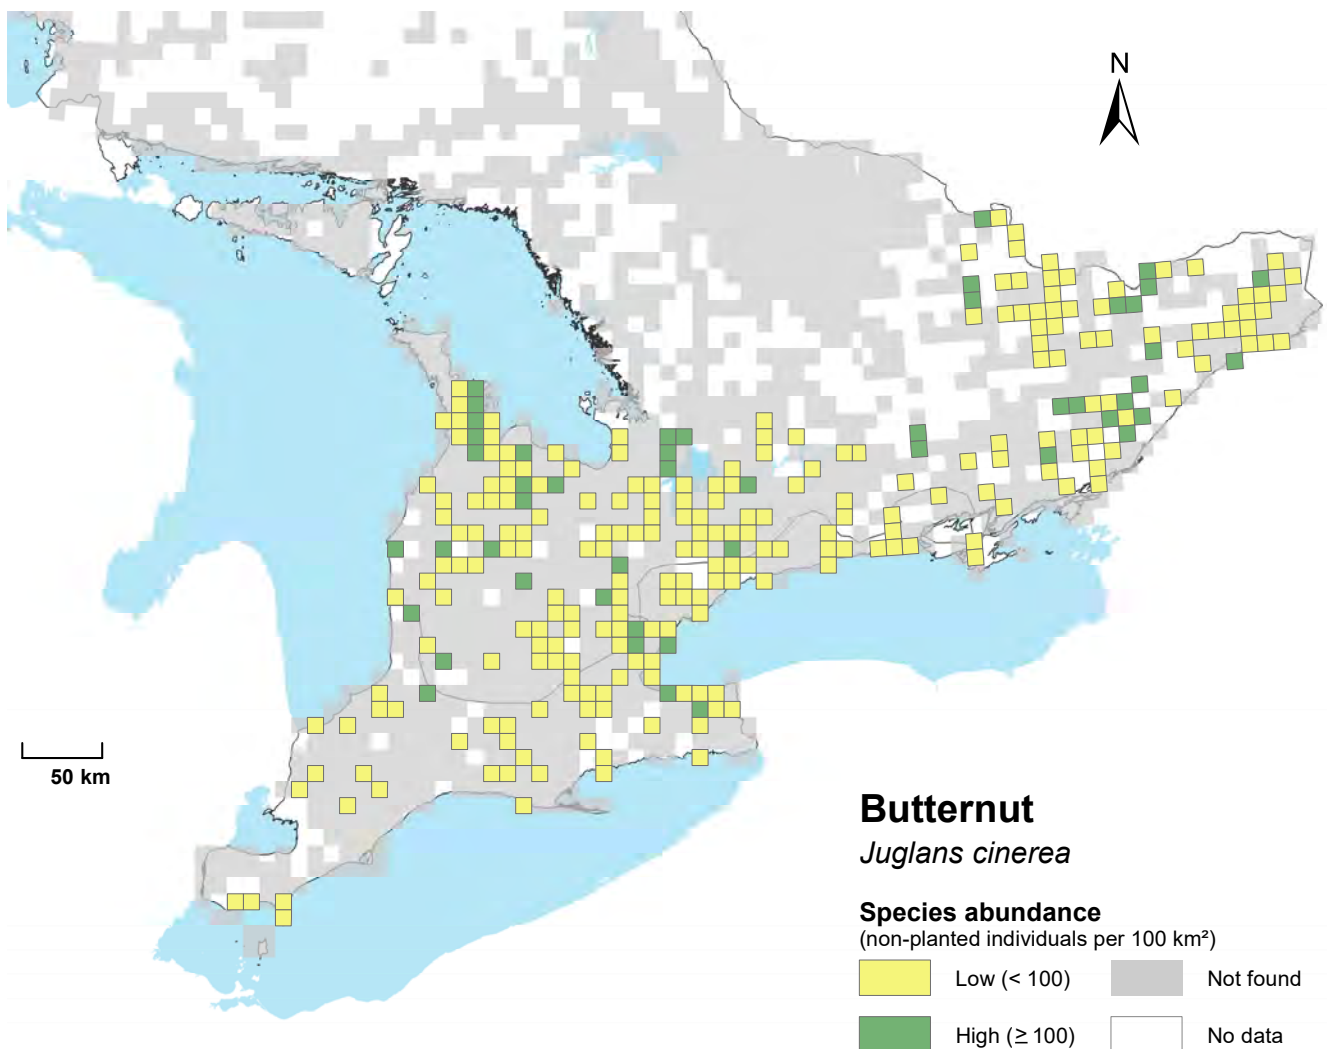 N
50 km
Butternut
Juglans cinerea
Species abundance
(non-planted individuals per 100 km²)
Low (< 100)
Not found
High (≥ 100)
No data